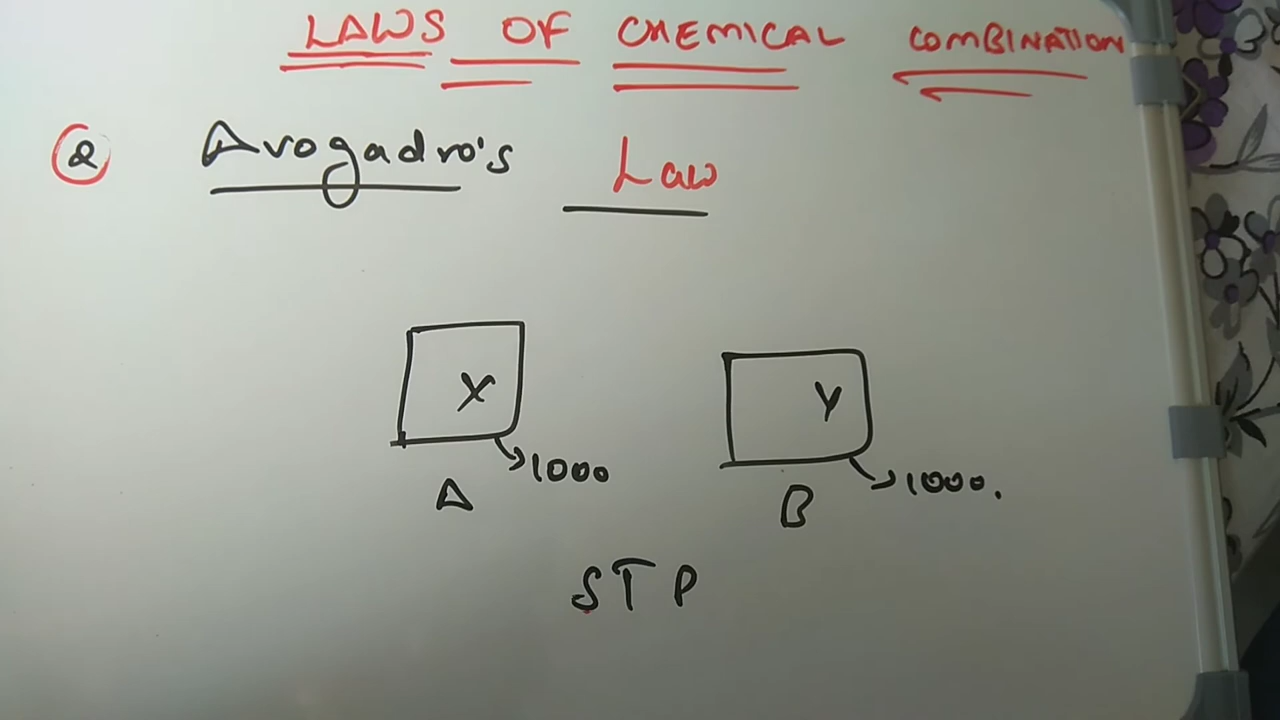 LAWS OF CHEMICAL COMBINATION
2 Avogadro's Law
X Y
1000 1000.
A B
STP